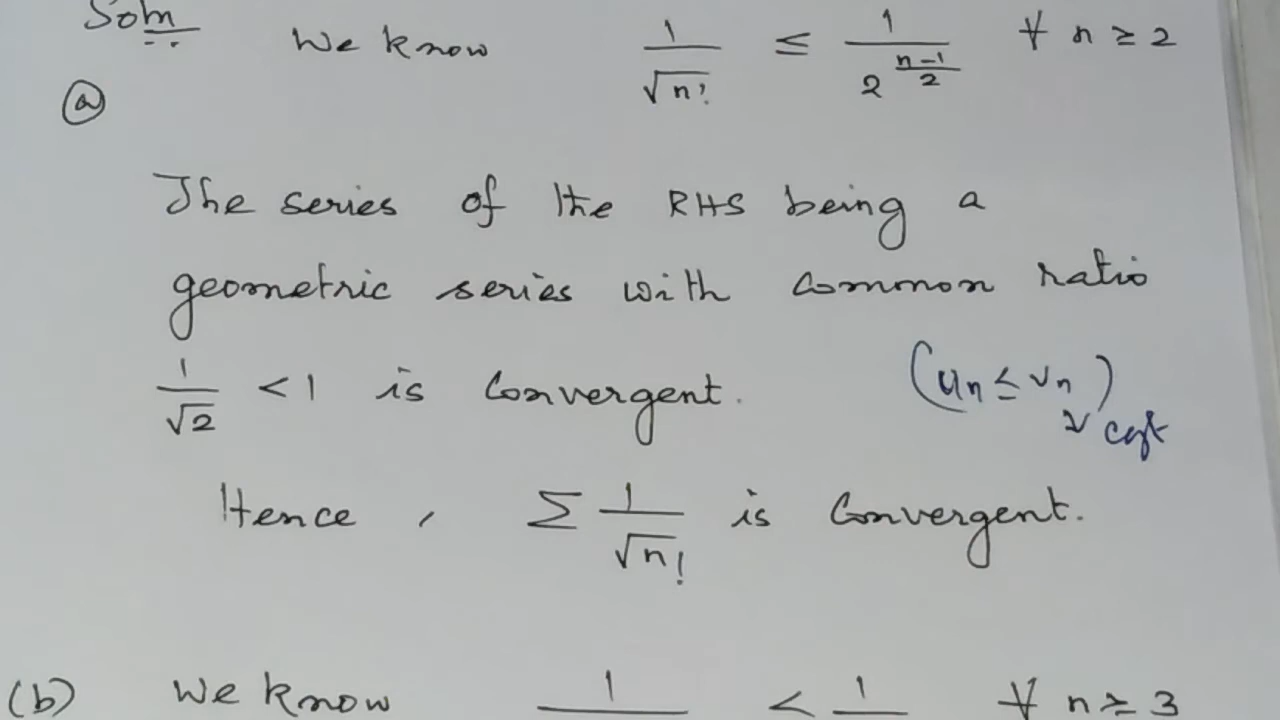 Soln
(a) We know 1/√n! ≤ 1/2^((n-1)/2) ∀ n ≥ 2
The series of the RHS being a
geometric series with common ratio
1/√2 < 1 is convergent. (un ≤ vn)
cgt
Hence, Σ 1/√n! is convergent.
(b) We know 1 < 1 ∀ n ≥ 3